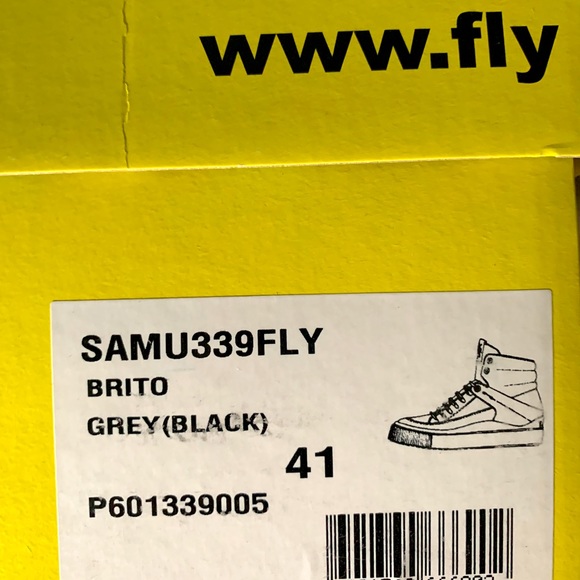 www.fly
SAMU339FLY
BRITO
GREY(BLACK)
41
P601339005